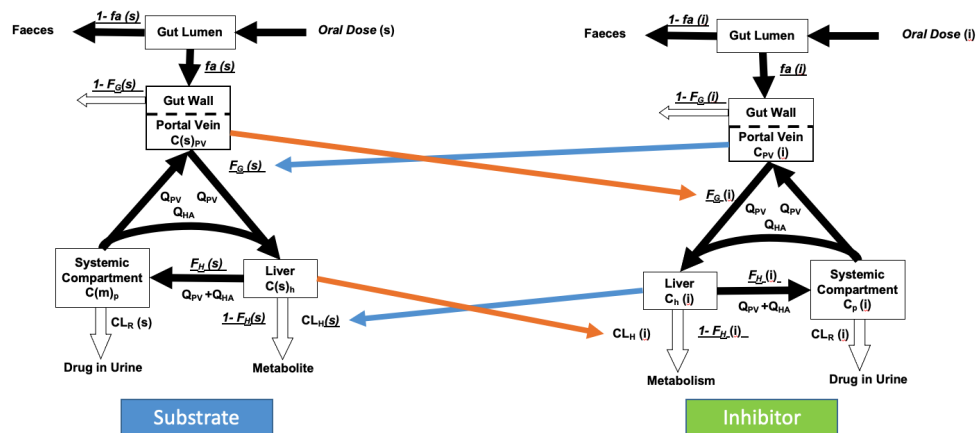 1- fa (s)
Faeces
Gut Lumen
Oral Dose (s)
fa (s)
1- FG(s)
Gut Wall
Portal Vein
C(s)PV
FG(s)
QPV QPV
QHA
Systemic
Compartment
C(m)p
FH(s)
QPV +QHA
Liver
C(s)h
1- FH(s)
CLH(s)
CLR (s)
Drug in Urine
Metabolite
Substrate
1- fa (i)
Faeces
Gut Lumen
Oral Dose (i)
fa (i)
1- FG (i)
Gut Wall
Portal Vein
CPV (i)
FG (i)
QPV QPV
QHA
Liver
Ch (i)
FH (i)
QPV +QHA
Systemic
Compartment
Cp (i)
CLH (i)
1- FH (i)
CLR (i)
Metabolism
Drug in Urine
Inhibitor